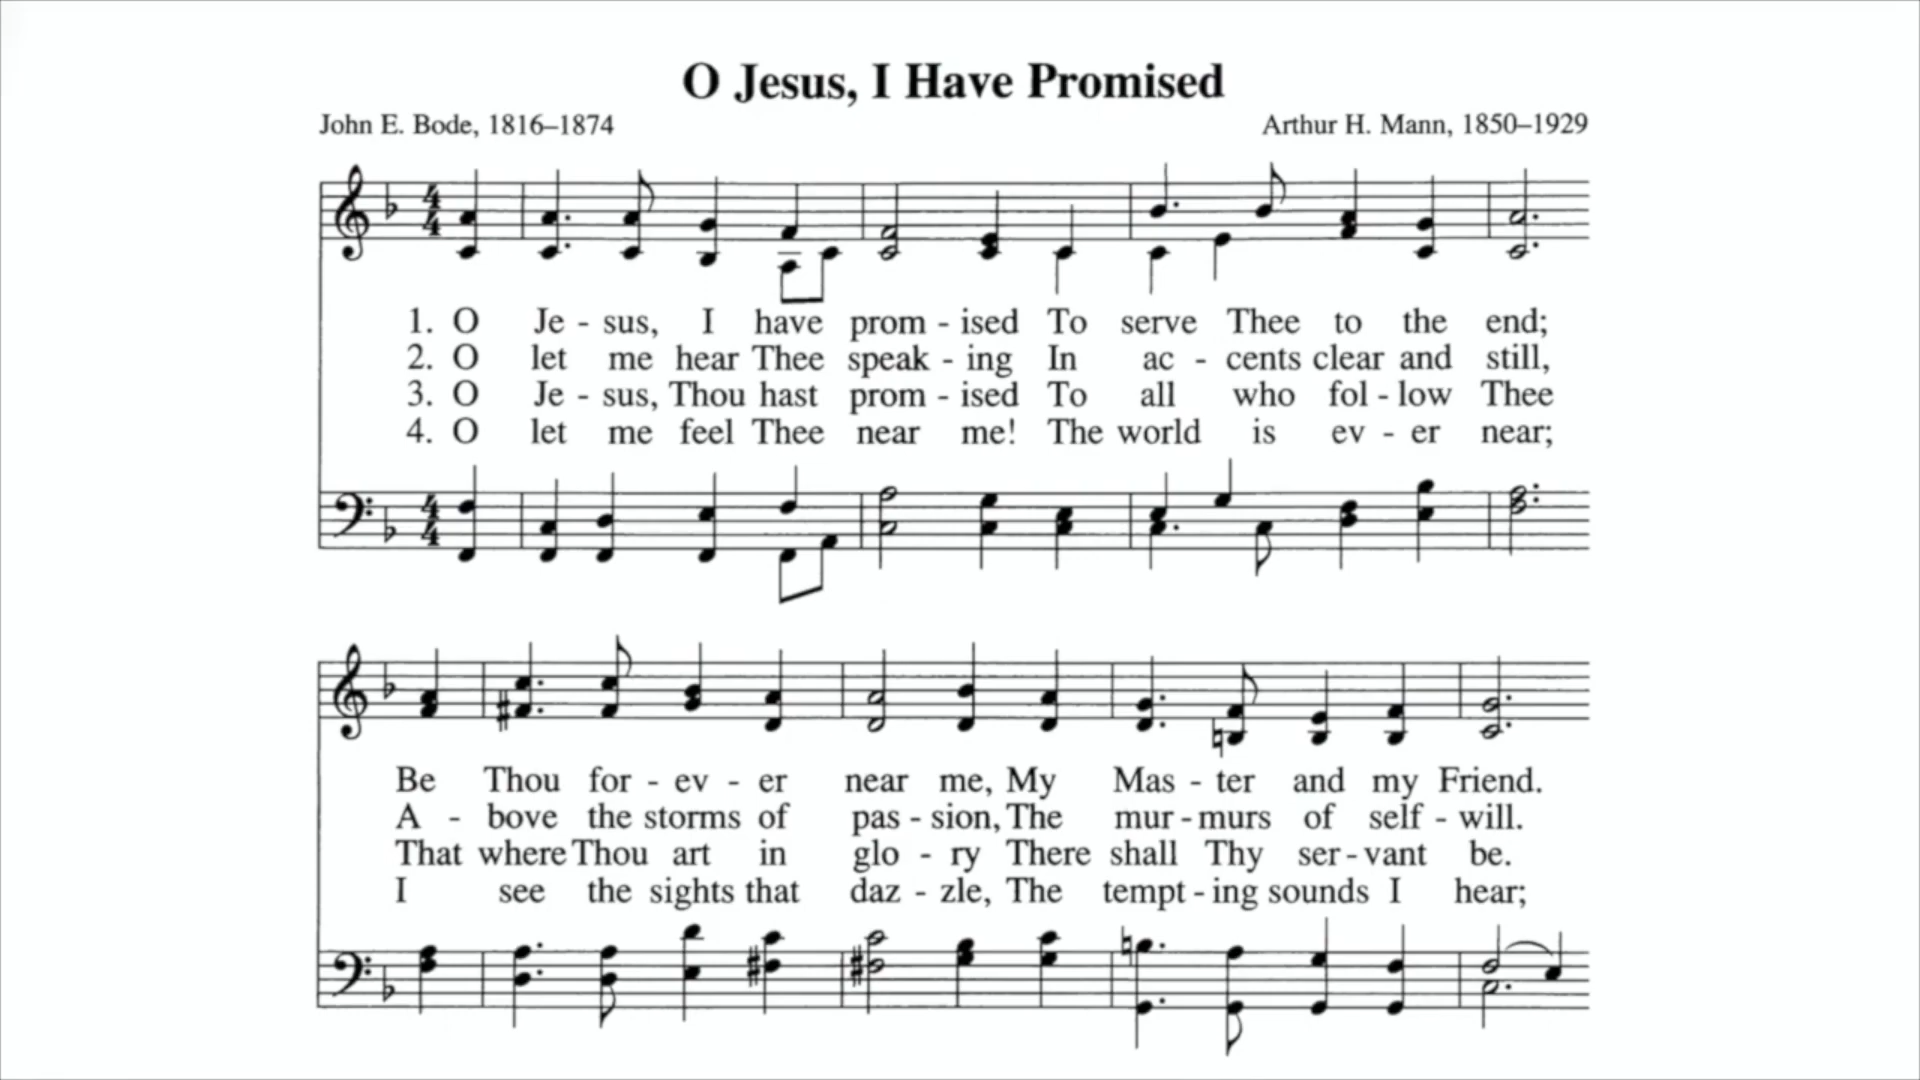 O Jesus, I Have Promised
John E. Bode, 1816–1874 Arthur H. Mann, 1850–1929
4
4
1. O Je - sus, I have prom - ised To serve Thee to the end;
2. O let me hear Thee speak - ing In ac - cents clear and still,
3. O Je - sus, Thou hast prom - ised To all who fol - low Thee
4. O let me feel Thee near me! The world is ev - er near;
4
4
Be Thou for - ev - er near me, My Mas - ter and my Friend.
A - bove the storms of pas - sion, The mur - murs of self - will.
That where Thou art in glo - ry There shall Thy ser - vant be.
I see the sights that daz - zle, The tempt - ing sounds I hear;